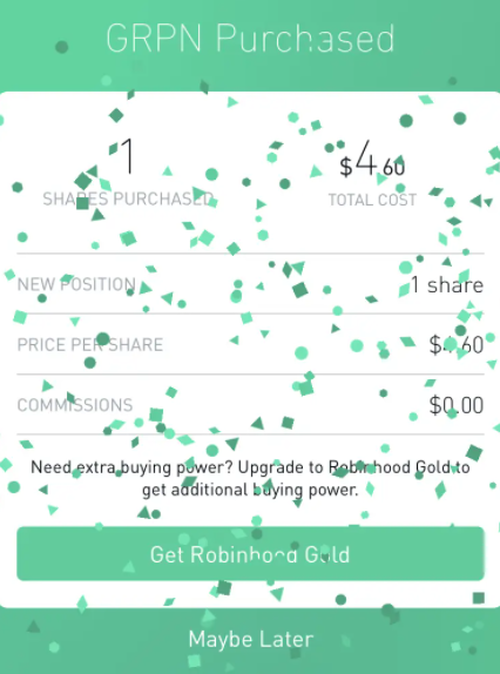 GRPN Purchased
1
$4.60
SHARES PURCHASED
TOTAL COST
NEW POSITION
1 share
PRICE PER SHARE
$4.60
COMMISSIONS
$0.00
Need extra buying power? Upgrade to Robinhood Gold to
get additional buying power.
Get Robinhood Gold
Maybe Later